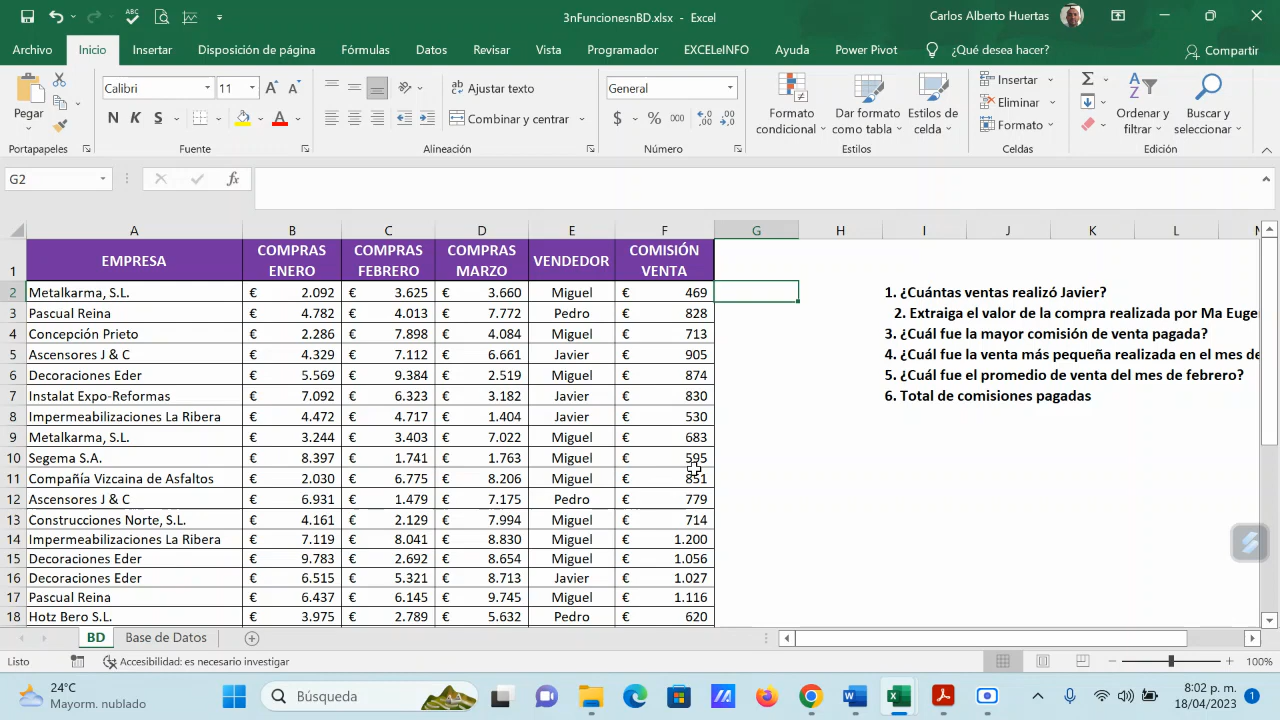 3nFuncionesnBD.xlsx - Excel
Carlos Alberto Huertas
Archivo Inicio Insertar Disposición de página Fórmulas Datos Revisar Vista Programador EXCELeINFO Ayuda Power Pivot ¿Qué desea hacer? Compartir
Pegar
Calibri 11
N K S
Ajustar texto
Combinar y centrar
General
$ % 000
Formato condicional
Dar formato como tabla
Estilos de celda
Insertar
Eliminar
Formato
Ordenar y filtrar
Buscar y seleccionar
Portapapeles Fuente Alineación Número Estilos Celdas Edición
G2 fx
A B C D E F G H I J K L
1 EMPRESA COMPRAS ENERO COMPRAS FEBRERO COMPRAS MARZO VENDEDOR COMISIÓN VENTA
2 Metalkarma, S.L. € 2.092 € 3.625 € 3.660 Miguel € 469 1. ¿Cuántas ventas realizó Javier?
3 Pascual Reina € 4.782 € 4.013 € 7.772 Pedro € 828 2. Extraiga el valor de la compra realizada por Ma Euge
4 Concepción Prieto € 2.286 € 7.898 € 4.084 Miguel € 713 3. ¿Cuál fue la mayor comisión de venta pagada?
5 Ascensores J & C € 4.329 € 7.112 € 6.661 Javier € 905 4. ¿Cuál fue la venta más pequeña realizada en el mes de
6 Decoraciones Eder € 5.569 € 9.384 € 2.519 Miguel € 874 5. ¿Cuál fue el promedio de venta del mes de febrero?
7 Instalat Expo-Reformas € 7.092 € 6.323 € 3.182 Javier € 830 6. Total de comisiones pagadas
8 Impermeabilizaciones La Ribera € 4.472 € 4.717 € 1.404 Javier € 530
9 Metalkarma, S.L. € 3.244 € 3.403 € 7.022 Miguel € 683
10 Segema S.A. € 8.397 € 1.741 € 1.763 Miguel € 595
11 Compañía Vizcaina de Asfaltos € 2.030 € 6.775 € 8.206 Miguel € 851
12 Ascensores J & C € 6.931 € 1.479 € 7.175 Pedro € 779
13 Construcciones Norte, S.L. € 4.161 € 2.129 € 7.994 Miguel € 714
14 Impermeabilizaciones La Ribera € 7.119 € 8.041 € 8.830 Miguel € 1.200
15 Decoraciones Eder € 9.783 € 2.692 € 8.654 Miguel € 1.056
16 Decoraciones Eder € 6.515 € 5.321 € 8.713 Javier € 1.027
17 Pascual Reina € 6.437 € 6.145 € 9.745 Miguel € 1.116
18 Hotz Bero S.L. € 3.975 € 2.789 € 5.632 Pedro € 620
BD Base de Datos
Listo Accesibilidad: es necesario investigar 100%
24°C
Mayorm. nublado
Búsqueda
8:02 p. m.
18/04/2023
1